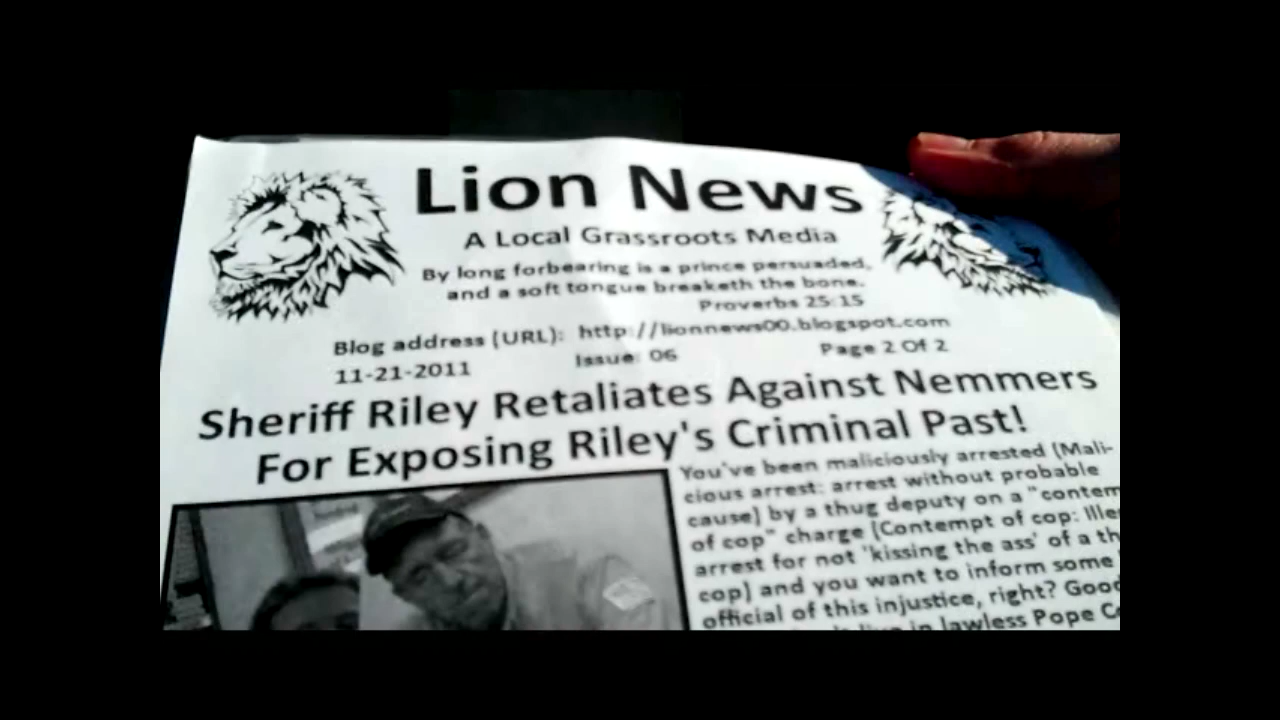 Lion News
A Local Grassroots Media
By long forbearing is a prince persuaded,
and a soft tongue breaketh the bone.
Proverbs 25:15
Blog address (URL): http://lionnews00.blogspot.com
11-21-2011 Issue: 06 Page 2 Of 2
Sheriff Riley Retaliates Against Nemmers
For Exposing Riley's Criminal Past!
You've been maliciously arrested (Mali-
cious arrest: arrest without probable
cause) by a thug deputy on a "contem
of cop" charge (Contempt of cop: Ille
arrest for not 'kissing the ass' of a th
cop) and you want to inform some
official of this injustice, right? Good
in lawless Pope C